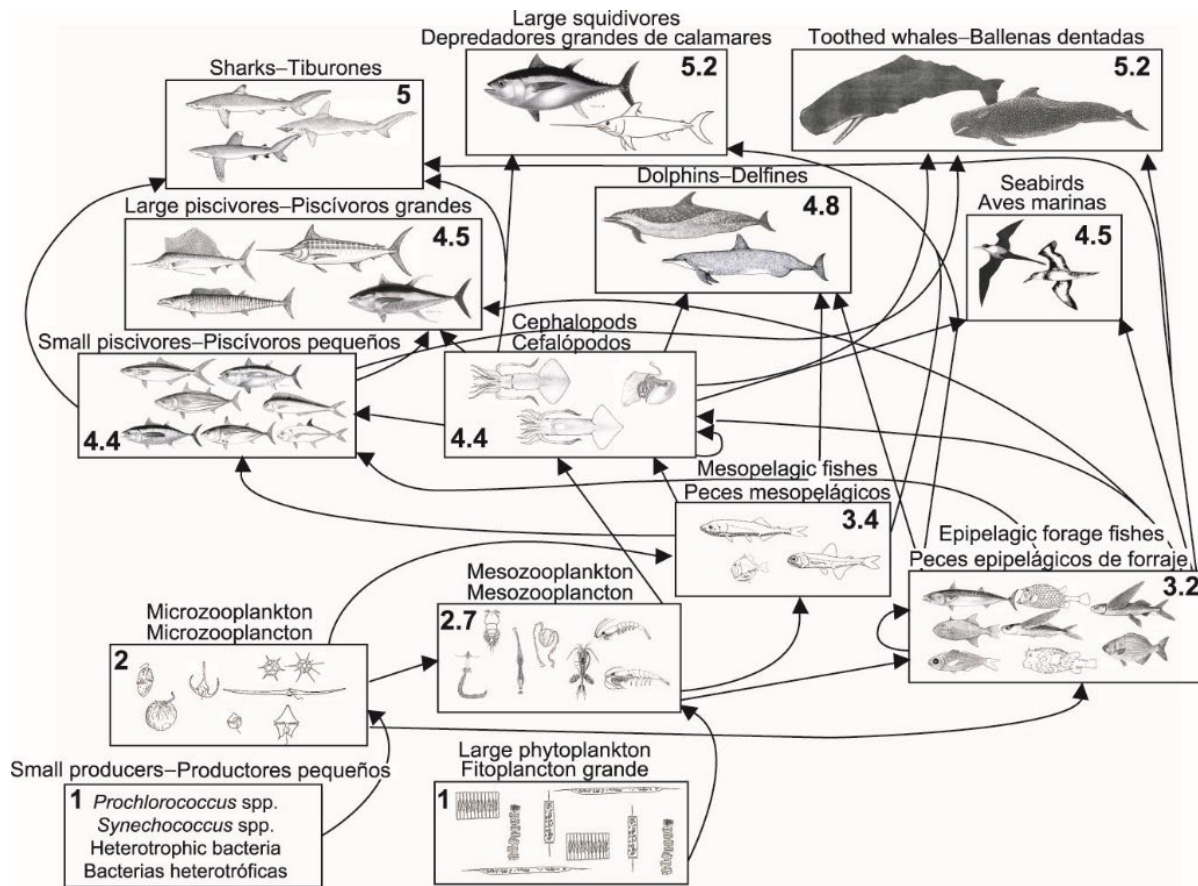 Large squidivores
Depredadores grandes de calamares
5.2
Toothed whales–Ballenas dentadas
5.2
Sharks–Tiburones
5
Dolphins–Delfines
4.8
Seabirds
Aves marinas
4.5
Large piscivores–Piscívoros grandes
4.5
Small piscivores–Piscívoros pequeños
4.4
Cephalopods
Cefalópodos
4.4
Mesopelagic fishes
Peces mesopelágicos
3.4
Epipelagic forage fishes
Peces epipelágicos de forraje
3.2
Mesozooplankton
Mesozooplancton
2.7
Microzooplankton
Microzooplancton
2
Small producers–Productores pequeños
1
Prochlorococcus spp.
Synechococcus spp.
Heterotrophic bacteria
Bacterias heterotróficas
Large phytoplankton
Fitoplancton grande
1